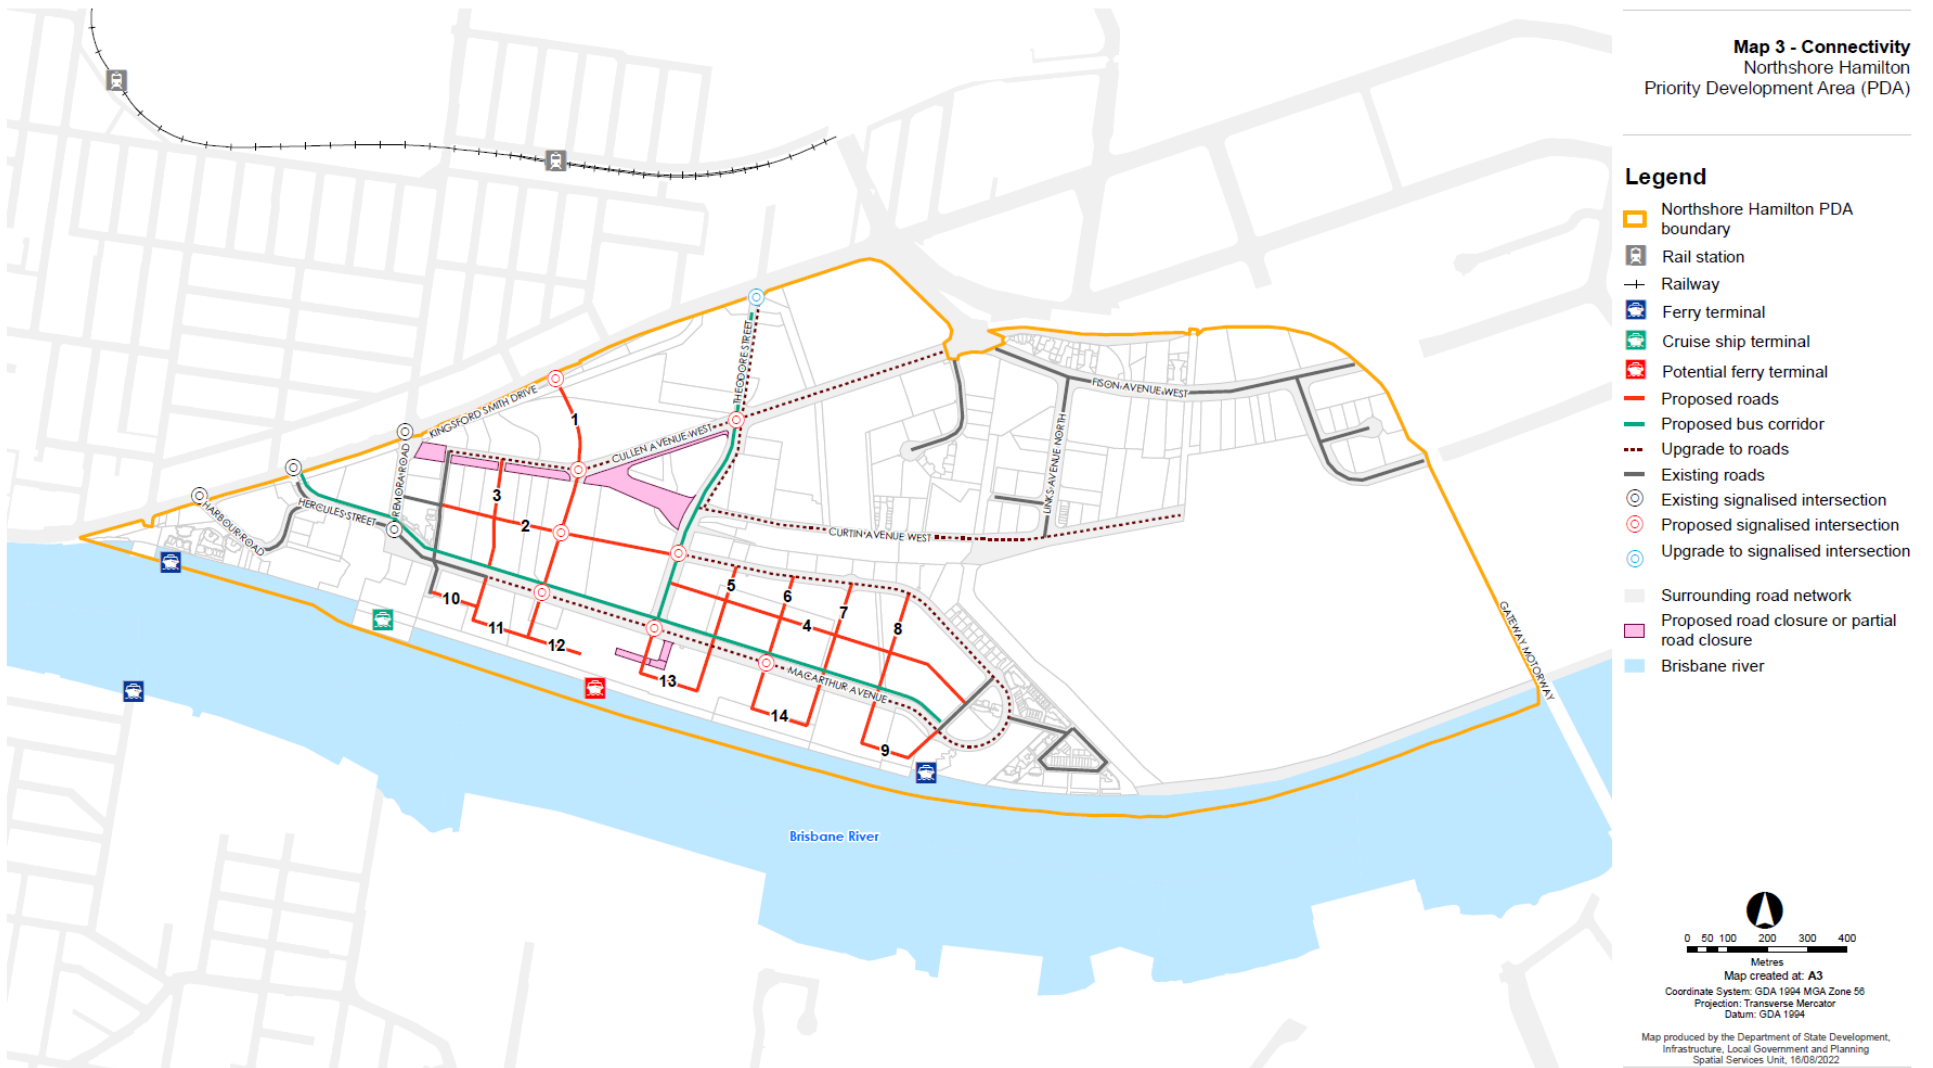 Map 3 - Connectivity
Northshore Hamilton
Priority Development Area (PDA)
Legend
Northshore Hamilton PDA
boundary
Rail station
Railway
Ferry terminal
Cruise ship terminal
Potential ferry terminal
Proposed roads
Proposed bus corridor
Upgrade to roads
Existing roads
Existing signalised intersection
Proposed signalised intersection
Upgrade to signalised intersection
Surrounding road network
Proposed road closure or partial
road closure
Brisbane river
THEODORE STREET
KINGSFORD SMITH DRIVE
FISON AVENUE WEST
1
CULLEN AVENUE WEST
REMORA ROAD
LINKS AVENUE NORTH
3
HERCULES STREET
HARBOUR ROAD
2
CURTIN AVENUE WEST
5
6
7
10
4
8
11
12
GATEWAY MOTORWAY
13
MACARTHUR AVENUE
14
9
Brisbane River
0 50 100 200 300 400
Metres
Map created at: A3
Coordinate System: GDA 1994 MGA Zone 56
Projection: Transverse Mercator
Datum: GDA 1994
Map produced by the Department of State Development,
Infrastructure, Local Government and Planning
Spatial Services Unit, 16/08/2022